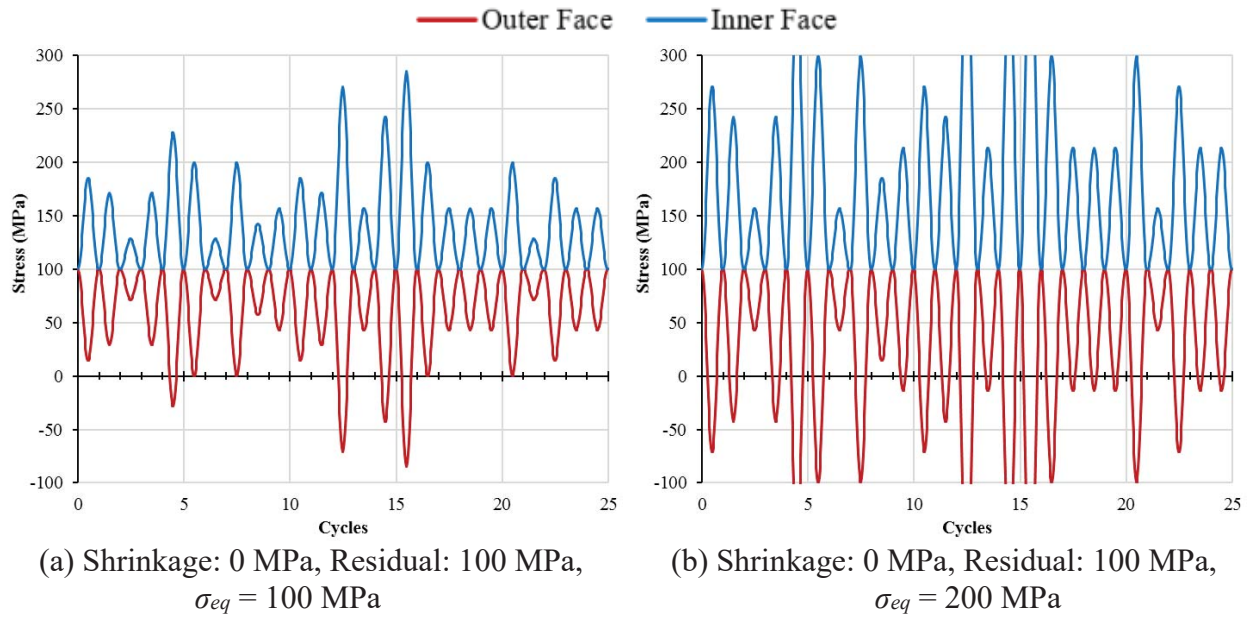 Outer Face Inner Face
300
250
200
150
100
50
0
-50
-100
Stress (MPa)
0 5 10 15 20 25
Cycles
(a) Shrinkage: 0 MPa, Residual: 100 MPa,
σeq = 100 MPa
300
250
200
150
100
50
0
-50
-100
Stress (MPa)
0 5 10 15 20 25
Cycles
(b) Shrinkage: 0 MPa, Residual: 100 MPa,
σeq = 200 MPa